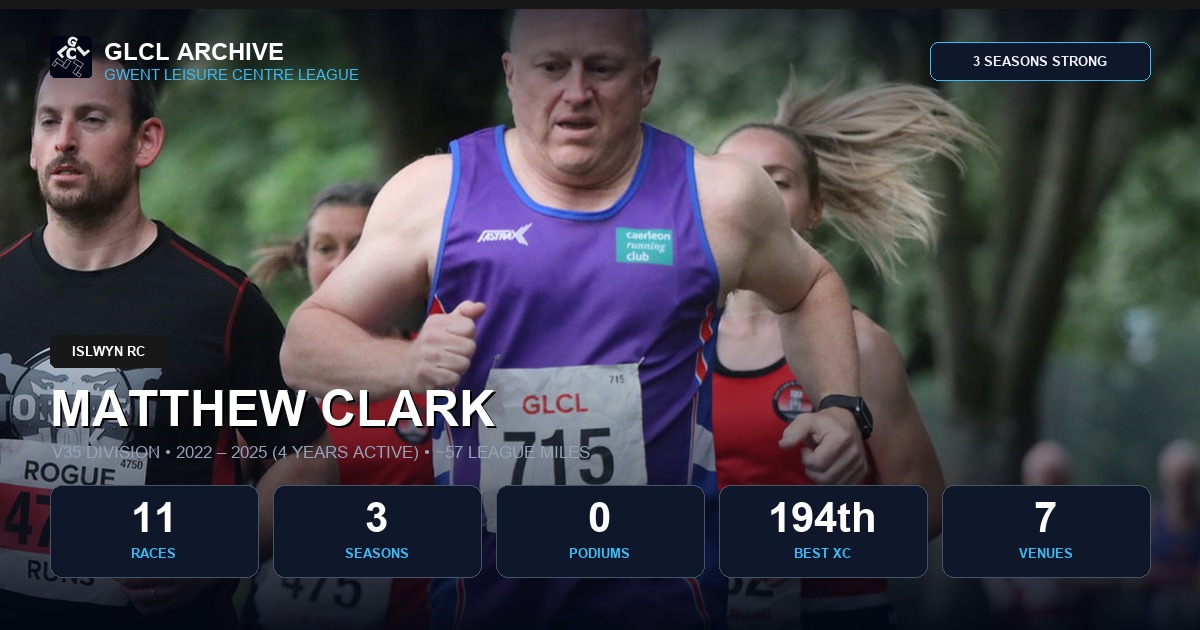 GLCL ARCHIVE
GWENT LEISURE CENTRE LEAGUE
3 SEASONS STRONG
FASTRAX
caerleon
running
club
ISLWYN RC
MATTHEW CLARK
V35 DIVISION • 2022 – 2025 (4 YEARS ACTIVE) • ~57 LEAGUE MILES
715
GLCL
715
ROGUE
4750
RUNS
475
11
RACES
3
SEASONS
0
PODIUMS
194th
BEST XC
7
VENUES